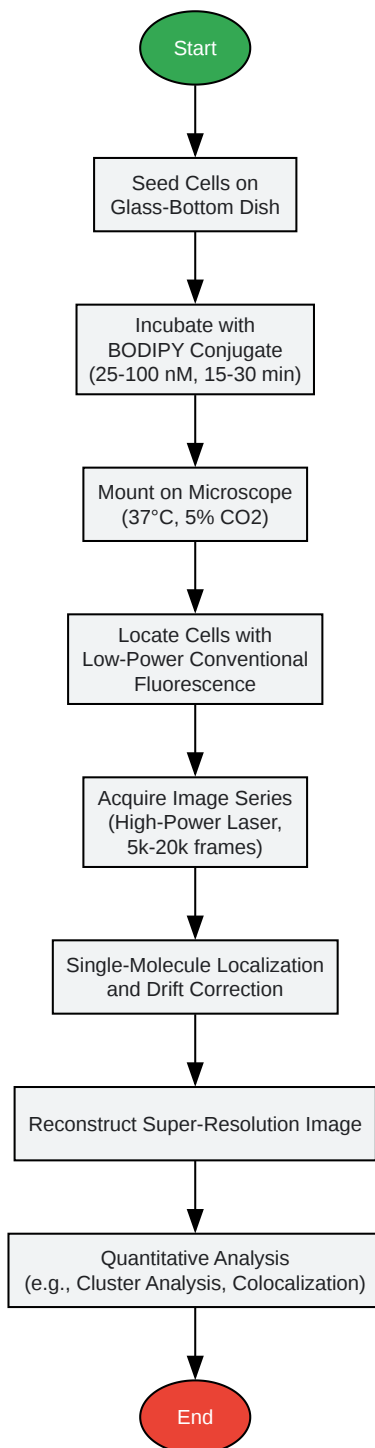 Start
Seed Cells on
Glass-Bottom Dish
Incubate with
BODIPY Conjugate
(25-100 nM, 15-30 min)
Mount on Microscope
(37°C, 5% CO2)
Locate Cells with
Low-Power Conventional
Fluorescence
Acquire Image Series
(High-Power Laser,
5k-20k frames)
Single-Molecule Localization
and Drift Correction
Reconstruct Super-Resolution Image
Quantitative Analysis
(e.g., Cluster Analysis, Colocalization)
End